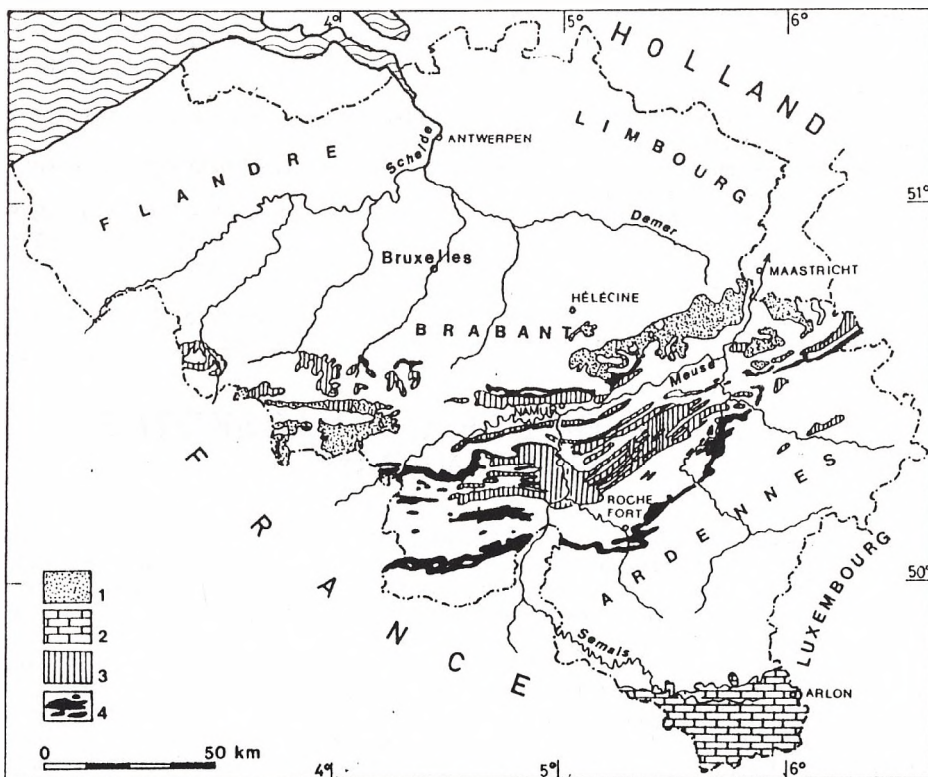 4°
5°
6°
HOLLAND
LIMBOURG
ANTWERPEN
Schelde
FLANDRE
51°
Demer
Bruxelles
MAASTRICHT
HÉLÉCINE
BRABANT
Meuse
NAMUR
FRANCE
ROCHE
FORT
ARDENNES
50°
LUXEMBOURG
1
2
3
4
Semois
ARLON
0 50 km
4°
5°
6°